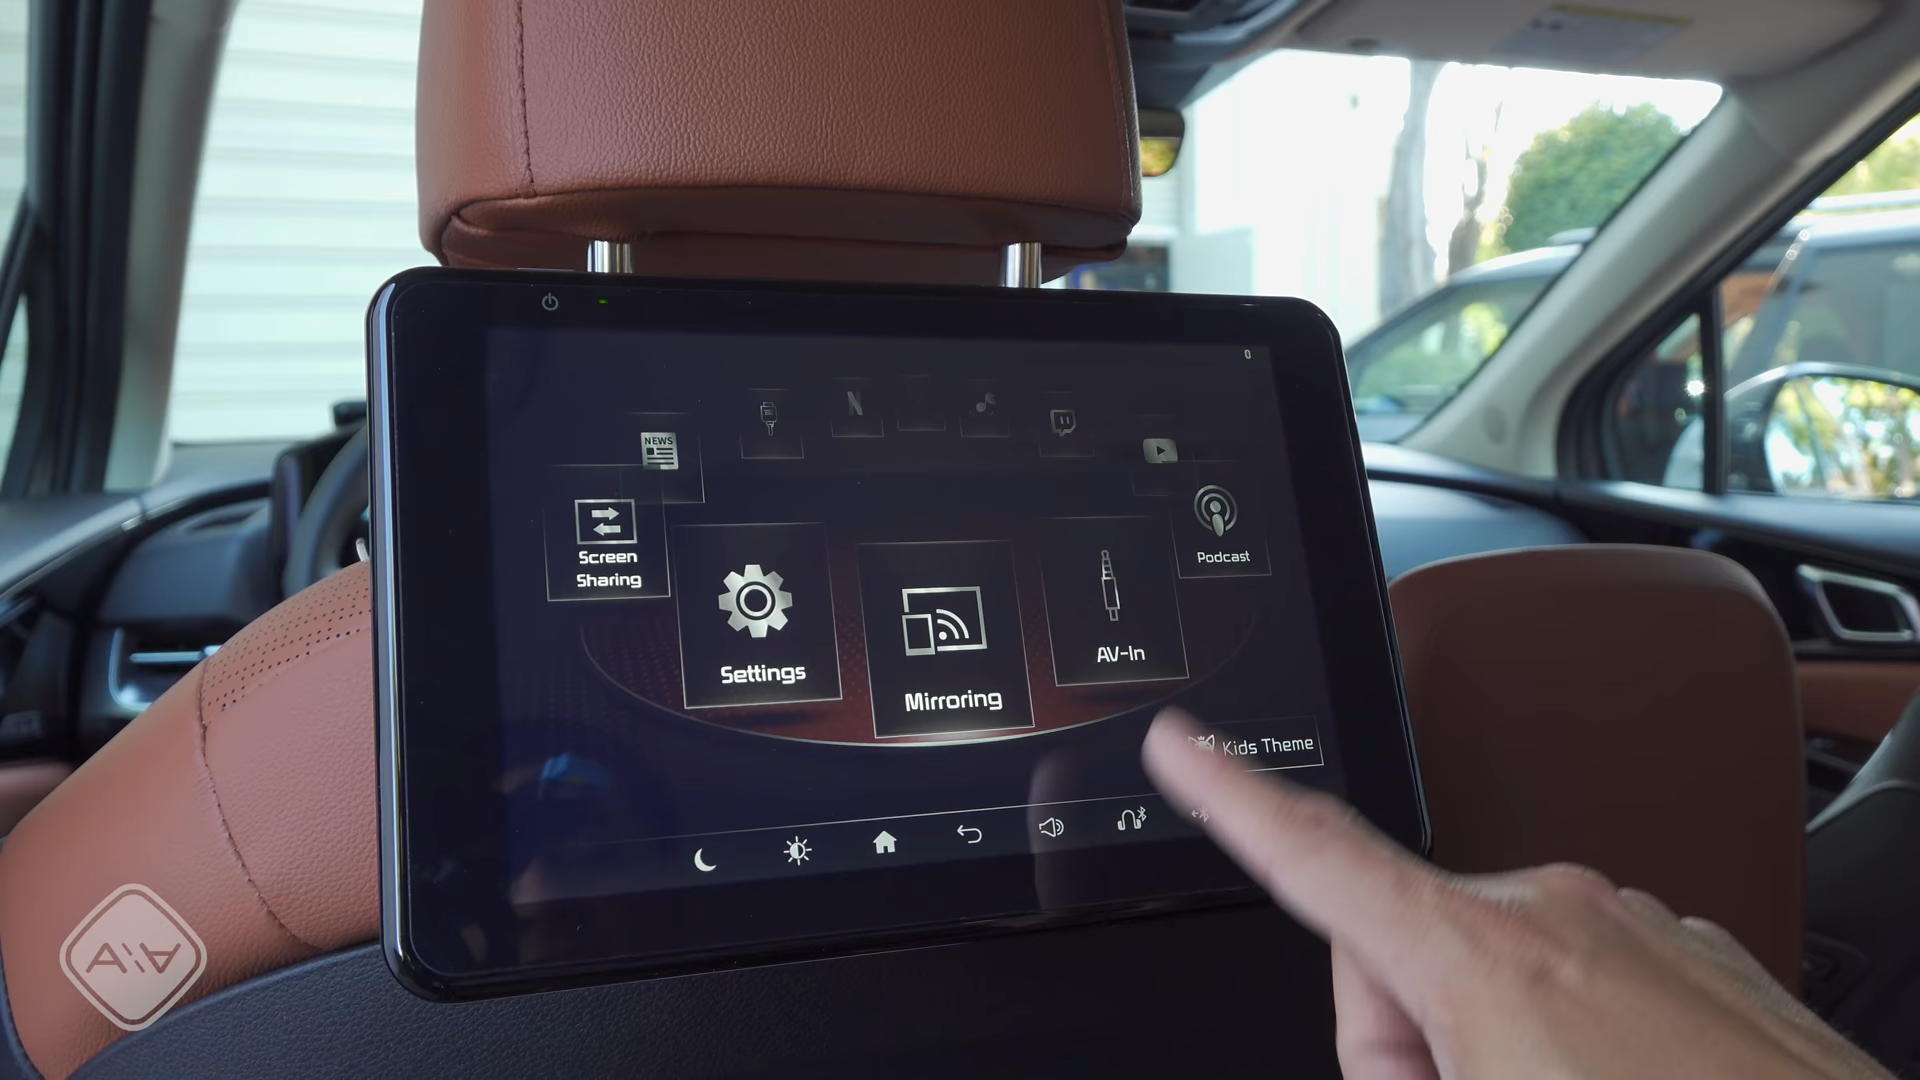 N
NEWS
Screen
Sharing
Podcast
Settings
AV-In
Mirroring
Kids Theme